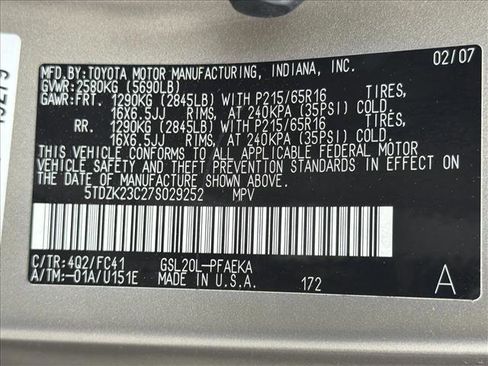 MFD.BY:TOYOTA MOTOR MANUFACTURING, INDIANA, INC. 02/07
GVWR:2580KG (5690LB)
GAWR:FRT. 1290KG (2845LB) WITH P215/65R16 TIRES,
16X6.5JJ RIMS, AT 240KPA (35PSI) COLD.
RR. 1290KG (2845LB) WITH P215/65R16 TIRES,
16X6.5JJ RIMS, AT 240KPA (35PSI) COLD.
THIS VEHICLE CONFORMS TO ALL APPLICABLE FEDERAL MOTOR
VEHICLE SAFETY AND THEFT PREVENTION STANDARDS IN EFFECT
ON THE DATE OF MANUFACTURE SHOWN ABOVE.
5TDZK23C27S029252 MPV
C/TR:4Q2/FC41 GSL20L-PFAEKA
A/TM:-01A/U151E MADE IN U.S.A. 172 A